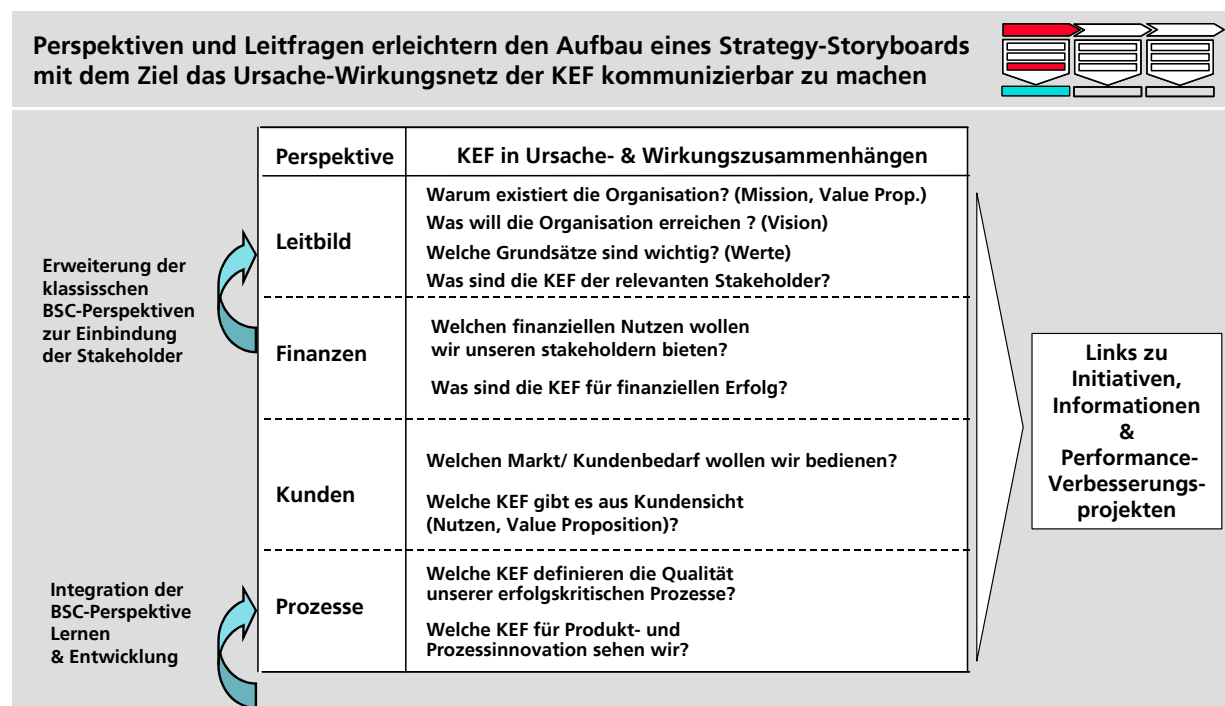 Perspektiven und Leitfragen erleichtern den Aufbau eines Strategy-Storyboards
mit dem Ziel das Ursache-Wirkungsnetz der KEF kommunizierbar zu machen
Perspektive
KEF in Ursache- & Wirkungszusammenhängen
Leitbild
Warum existiert die Organisation? (Mission, Value Prop.)
Was will die Organisation erreichen ? (Vision)
Welche Grundsätze sind wichtig? (Werte)
Was sind die KEF der relevanten Stakeholder?
Erweiterung der
klassisschen
BSC-Perspektiven
zur Einbindung
der Stakeholder
Finanzen
Welchen finanziellen Nutzen wollen
wir unseren stakeholdern bieten?
Was sind die KEF für finanziellen Erfolg?
Kunden
Welchen Markt/ Kundenbedarf wollen wir bedienen?
Welche KEF gibt es aus Kundensicht
(Nutzen, Value Proposition)?
Integration der
BSC-Perspektive
Lernen
& Entwicklung
Prozesse
Welche KEF definieren die Qualität
unserer erfolgskritischen Prozesse?
Welche KEF für Produkt- und
Prozessinnovation sehen wir?
Links zu
Initiativen,
Informationen
&
Performance-
Verbesserungs-
projekten